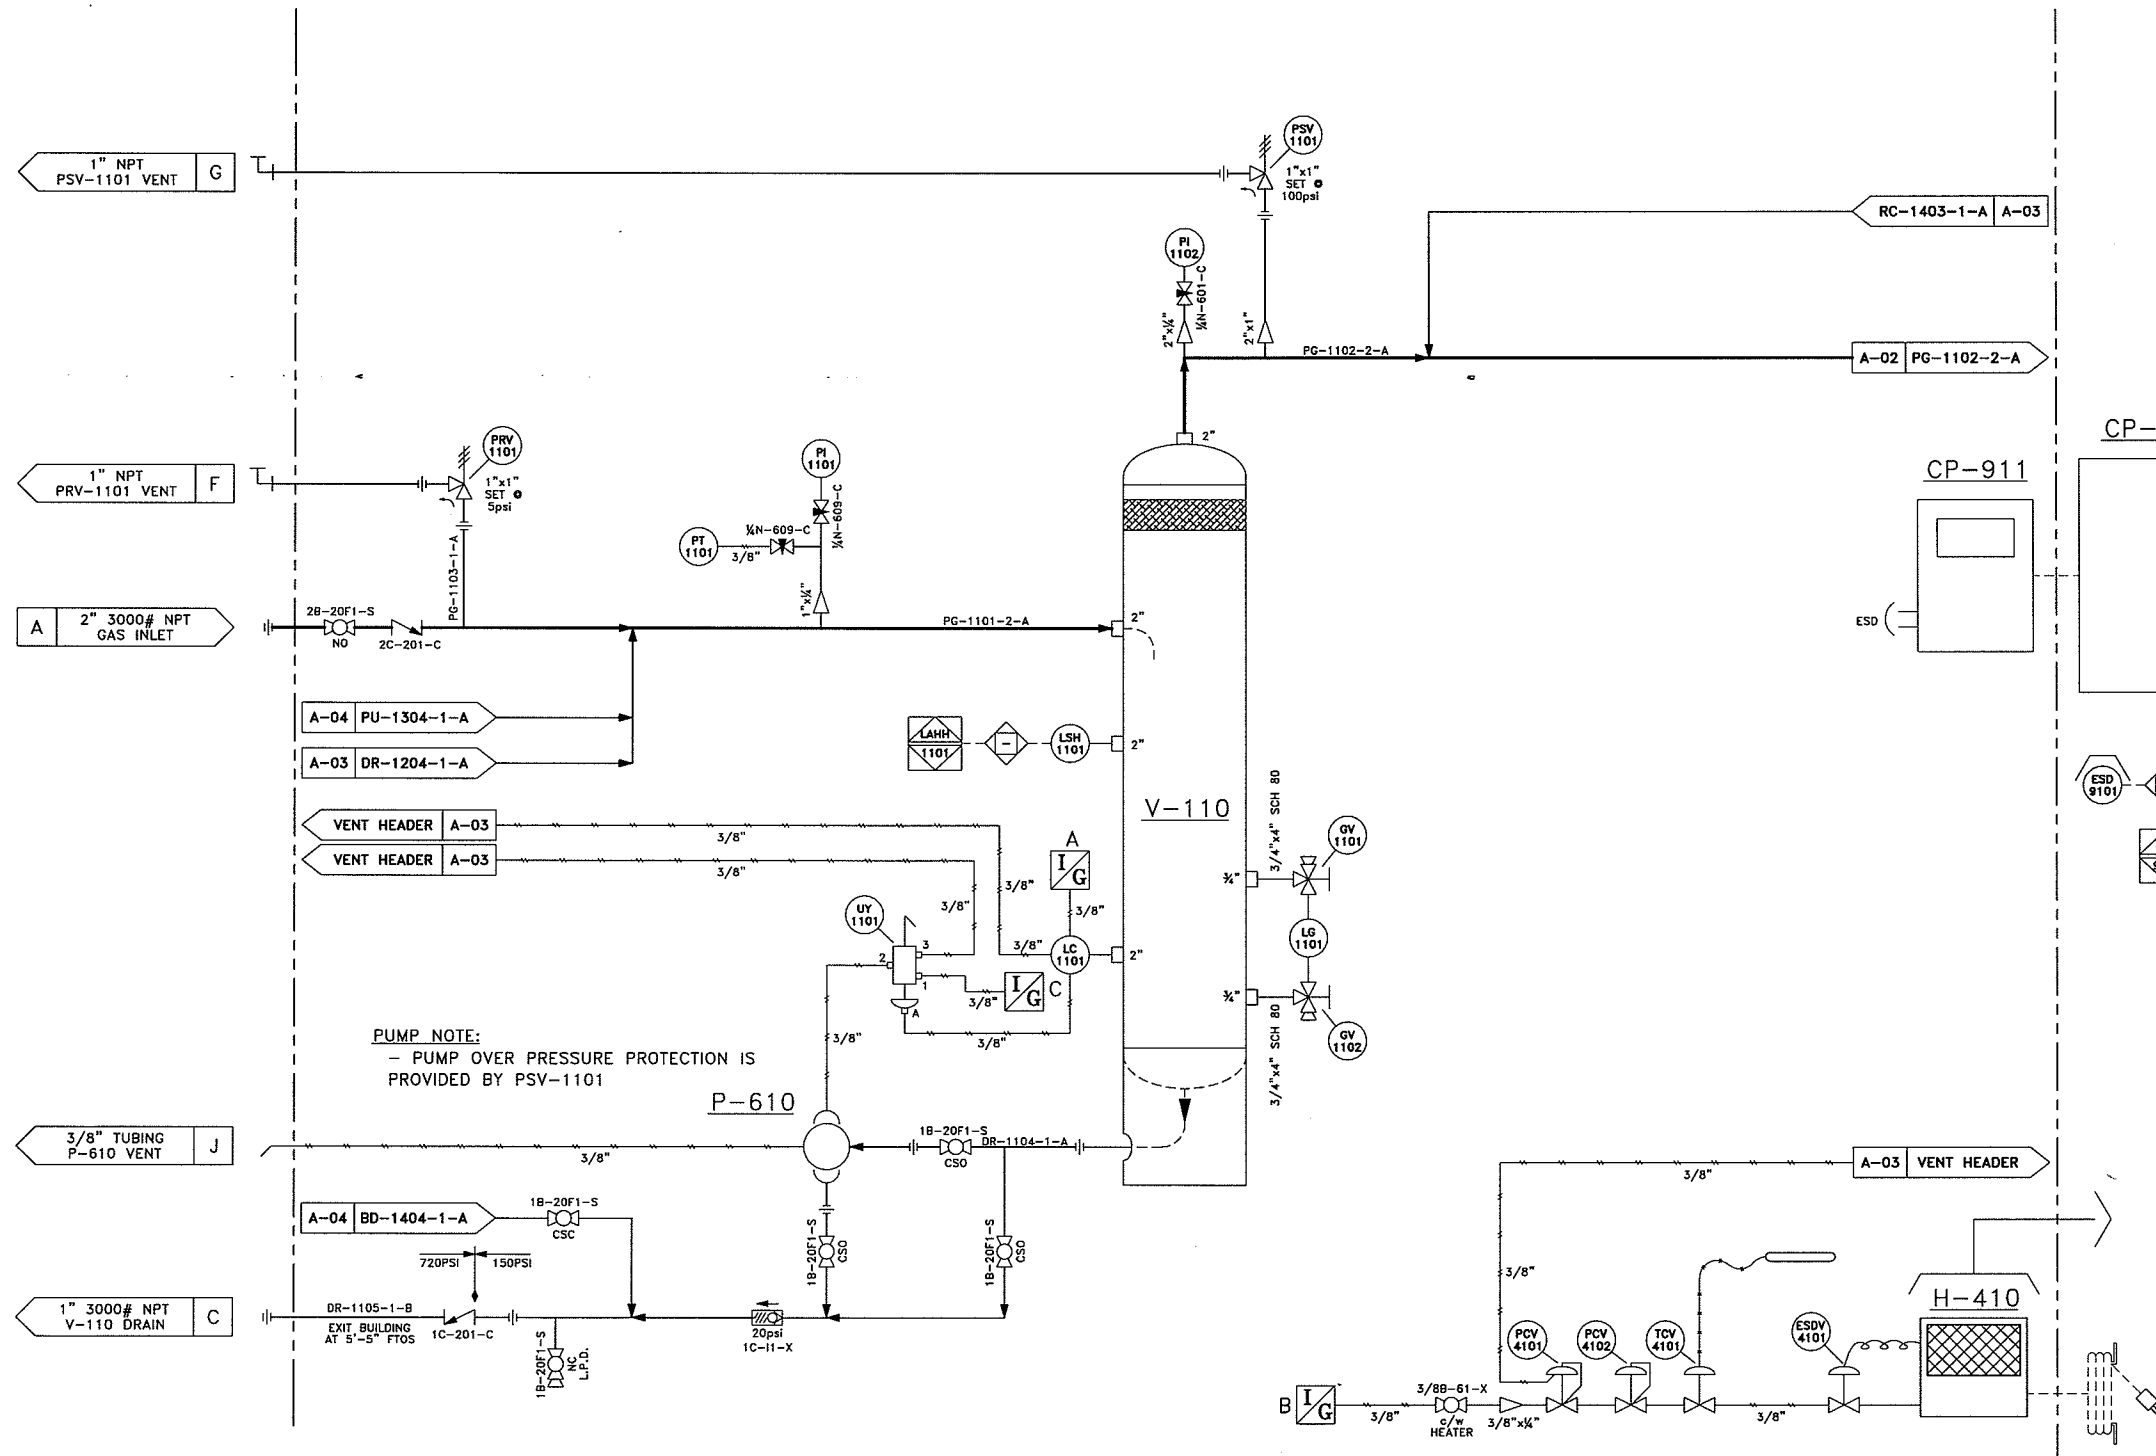 PSV
1101
1" NPT
PSV-1101 VENT
G
1"x1"
SET @
100psi
RC-1403-1-A
A-03
PI
1102
¼N-601-C
2"x¼"
2"x1"
PG-1102-2-A
A-02
PG-1102-2-A
2"
CP-
CP-911
PRV
1101
1" NPT
PRV-1101 VENT
F
1"x1"
SET @
5psi
PI
1101
¼N-609-C
¼N-609-C
PT
1101
3/8"
PG-1103-1-A
1"x¼"
A
2" 3000# NPT
GAS INLET
2B-20F1-S
NO
2C-201-C
PG-1101-2-A
2"
ESD
A-04
PU-1304-1-A
A-03
DR-1204-1-A
LAHH
1101
–
LSH
1101
2"
ESD
9101
V-110
3/4"x4" SCH 80
GV
1101
VENT HEADER
A-03
3/8"
VENT HEADER
A-03
3/8"
A
I/G
3/8"
3/8"
3/8"
¾"
UY
1101
3
2
1
A
3/8"
LC
1101
2"
LG
1101
I/G
C
3/8"
3/8"
¾"
3/8"
GV
1102
3/4"x4" SCH 80
PUMP NOTE:
– PUMP OVER PRESSURE PROTECTION IS
PROVIDED BY PSV-1101
P-610
3/8" TUBING
P-610 VENT
J
3/8"
1B-20F1-S
CSO
DR-1104-1-A
A-03
VENT HEADER
3/8"
A-04
BD-1404-1-A
1B-20F1-S
CSC
1B-20F1-S
CSO
1B-20F1-S
CSO
720PSI
150PSI
3/8"
H-410
1" 3000# NPT
V-110 DRAIN
C
DR-1105-1-B
EXIT BUILDING
AT 5'-5" FTOS
1C-201-C
20psi
1C-I1-X
1B-20F1-S
NC
L.P.D.
PCV
4101
PCV
4102
TCV
4101
ESDV
4101
B
I/G
3/8"
3/8B-61-X
c/w
HEATER
3/8"x¼"
3/8"